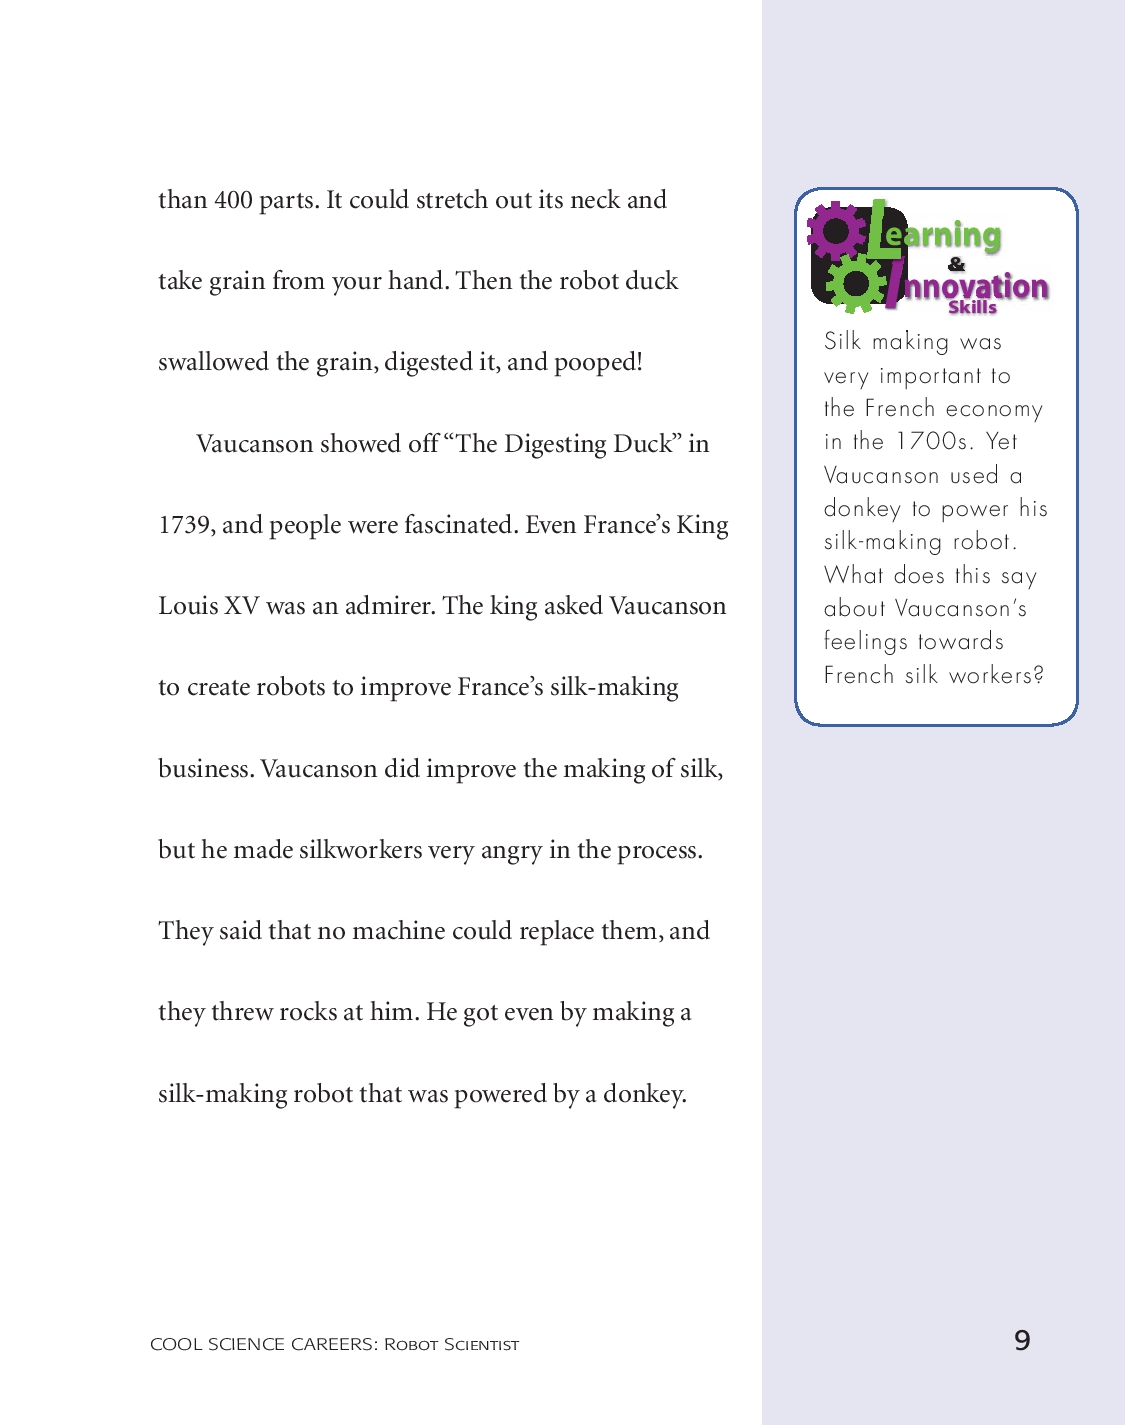 than 400 parts. It could stretch out its neck and
take grain from your hand. Then the robot duck
swallowed the grain, digested it, and pooped!
Vaucanson showed off “The Digesting Duck” in
1739, and people were fascinated. Even France’s King
Louis XV was an admirer. The king asked Vaucanson
to create robots to improve France’s silk-making
business. Vaucanson did improve the making of silk,
but he made silkworkers very angry in the process.
They said that no machine could replace them, and
they threw rocks at him. He got even by making a
silk-making robot that was powered by a donkey.
Learning
&
Innovation
Skills
Silk making was
very important to
the French economy
in the 1700s. Yet
Vaucanson used a
donkey to power his
silk-making robot.
What does this say
about Vaucanson’s
feelings towards
French silk workers?
COOL SCIENCE CAREERS: Robot Scientist
9